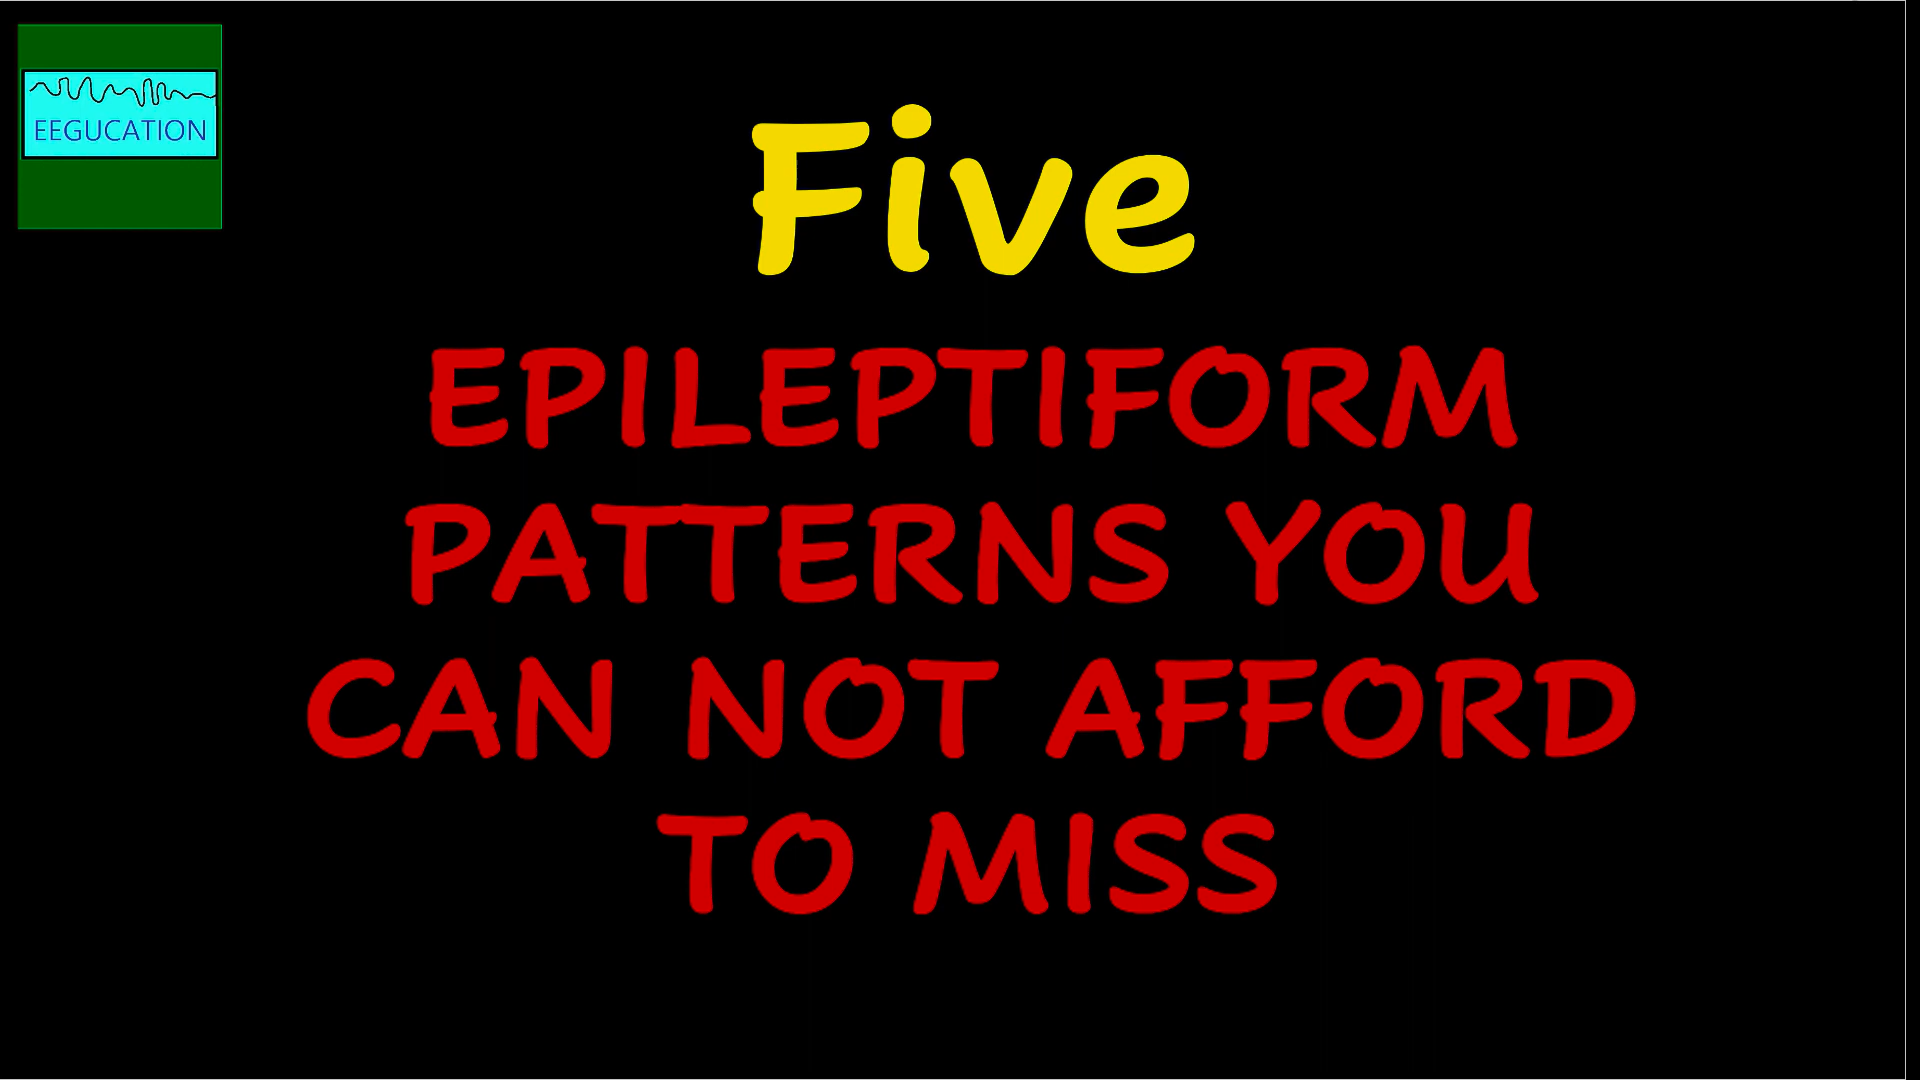 EEGUCATION
Five
EPILEPTIFORM
PATTERNS YOU
CAN NOT AFFORD
TO MISS